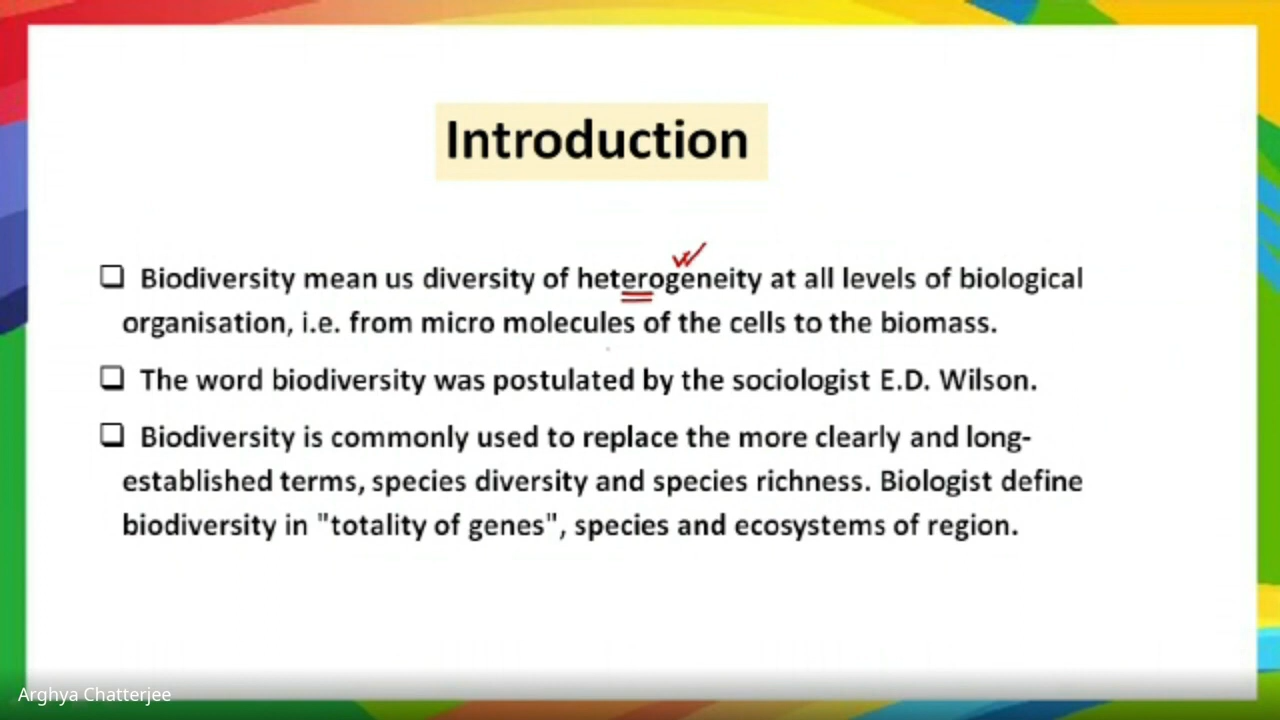 Introduction
❑ Biodiversity mean us diversity of heterogeneity at all levels of biological
organisation, i.e. from micro molecules of the cells to the biomass.
❑ The word biodiversity was postulated by the sociologist E.D. Wilson.
❑ Biodiversity is commonly used to replace the more clearly and long-
established terms, species diversity and species richness. Biologist define
biodiversity in "totality of genes", species and ecosystems of region.
Arghya Chatterjee